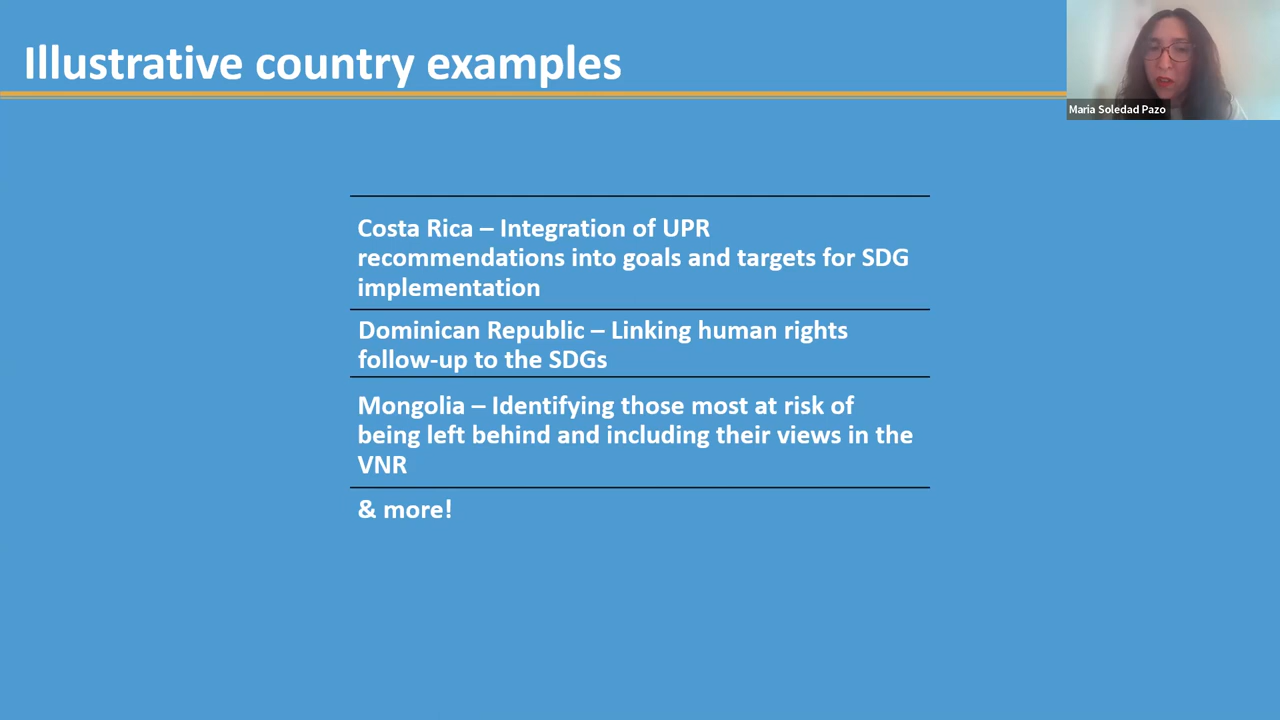 Illustrative country examples
Maria Soledad Pazo
Costa Rica – Integration of UPR
recommendations into goals and targets for SDG
implementation
Dominican Republic – Linking human rights
follow-up to the SDGs
Mongolia – Identifying those most at risk of
being left behind and including their views in the
VNR
& more!